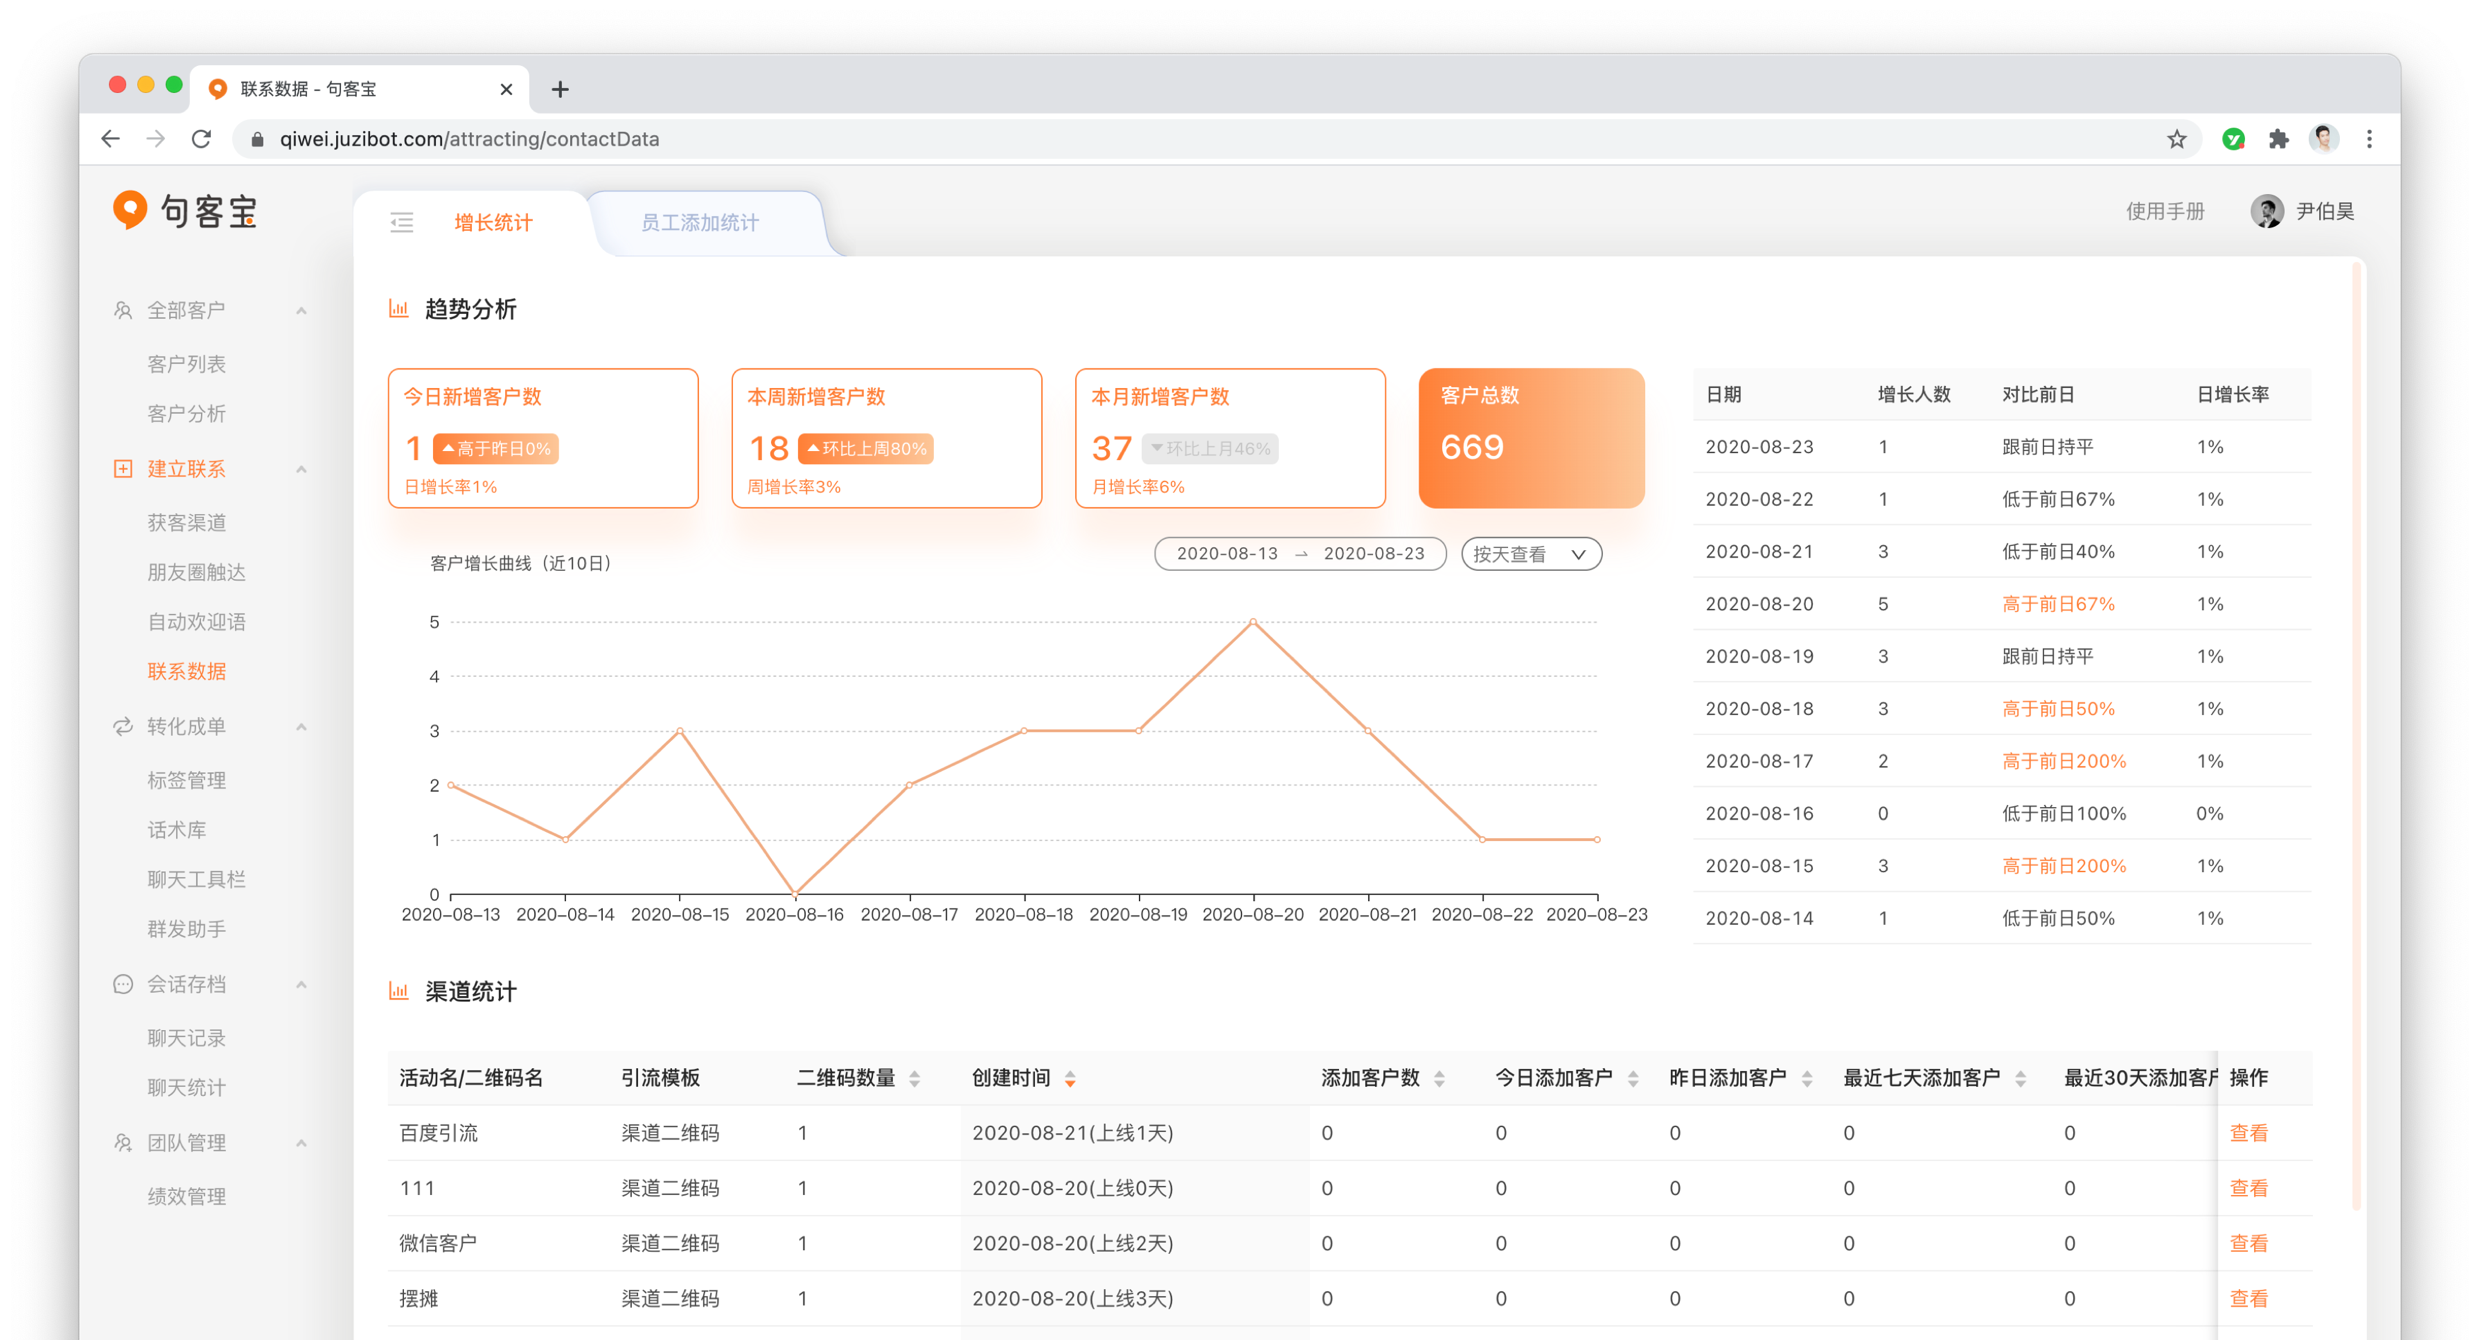 联系数据 - 句客宝
qiwei.juzibot.com/attracting/contactData
句客宝
增长统计
员工添加统计
使用手册
尹伯昊
全部客户
客户列表
客户分析
建立联系
获客渠道
朋友圈触达
自动欢迎语
联系数据
转化成单
标签管理
话术库
聊天工具栏
群发助手
会话存档
聊天记录
聊天统计
团队管理
绩效管理
趋势分析
今日新增客户数
1 高于昨日0%
日增长率1%
本周新增客户数
18 环比上周80%
周增长率3%
本月新增客户数
37 环比上月46%
月增长率6%
客户总数
669
客户增长曲线（近10日）
2020-08-13 → 2020-08-23
按天查看
5
4
3
2
1
0
2020-08-13 2020-08-14 2020-08-15 2020-08-16 2020-08-17 2020-08-18 2020-08-19 2020-08-20 2020-08-21 2020-08-22 2020-08-23
日期 增长人数 对比前日 日增长率
2020-08-23 1 跟前日持平 1%
2020-08-22 1 低于前日67% 1%
2020-08-21 3 低于前日40% 1%
2020-08-20 5 高于前日67% 1%
2020-08-19 3 跟前日持平 1%
2020-08-18 3 高于前日50% 1%
2020-08-17 2 高于前日200% 1%
2020-08-16 0 低于前日100% 0%
2020-08-15 3 高于前日200% 1%
2020-08-14 1 低于前日50% 1%
渠道统计
活动名/二维码名 引流模板 二维码数量 创建时间 添加客户数 今日添加客户 昨日添加客户 最近七天添加客户 最近30天添加客户 操作
百度引流 渠道二维码 1 2020-08-21(上线1天) 0 0 0 0 0 查看
111 渠道二维码 1 2020-08-20(上线0天) 0 0 0 0 0 查看
微信客户 渠道二维码 1 2020-08-20(上线2天) 0 0 0 0 0 查看
摆摊 渠道二维码 1 2020-08-20(上线3天) 0 0 0 0 0 查看